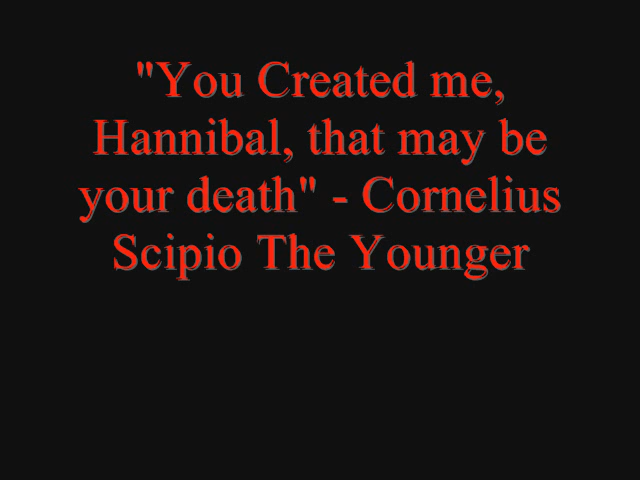 "You Created me,
Hannibal, that may be
your death" - Cornelius
Scipio The Younger